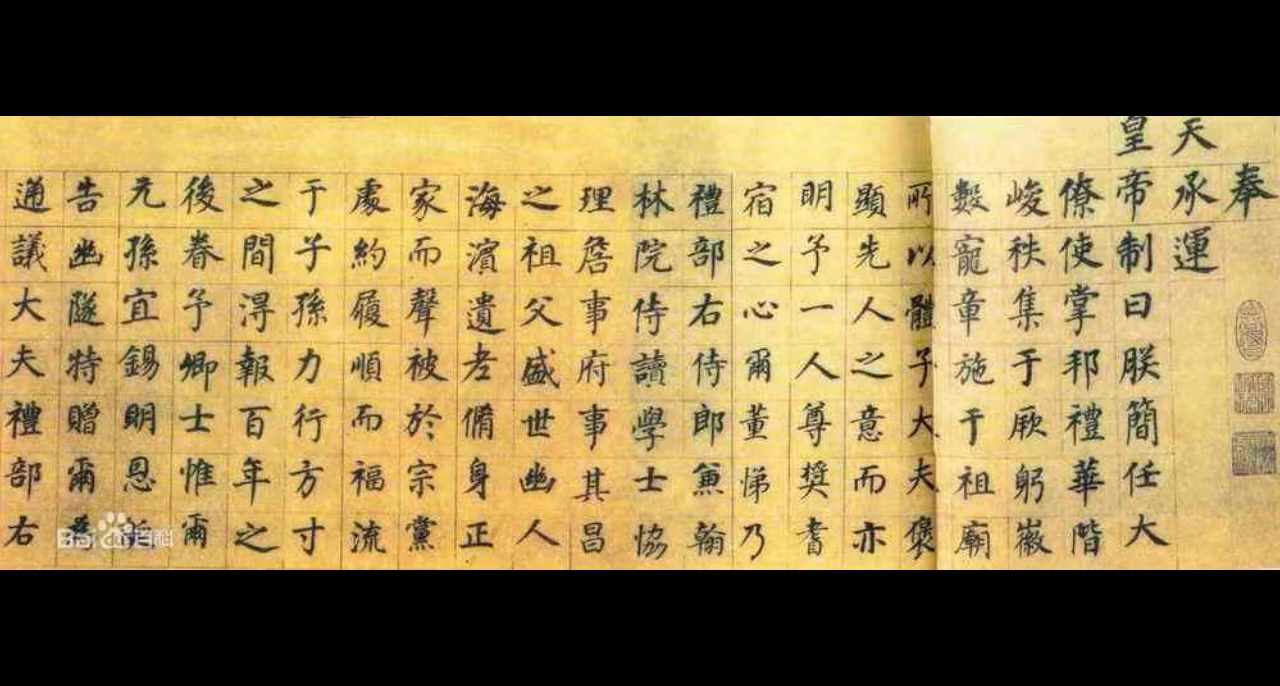 奉
天承運
皇帝制曰朕簡任大
僚使掌邦禮華階
峻秩集于厥躬徽
數寵章施于祖廟
所以體子大夫褒
顯先人之意而亦
明予一人尊獎耆
宿之心爾董悌乃
禮部右侍郎兼翰
林院侍讀學士協
理詹事府事其昌
之祖父盛世幽人
海濱遺老脩身正
家而聲被於宗黨
處約履順而福流
于子孫力行方寸
之間得報百年之
後眷予卿士惟爾
元孫宜錫明恩
告幽隧特贈爾
通議大夫禮部右
Bai百科